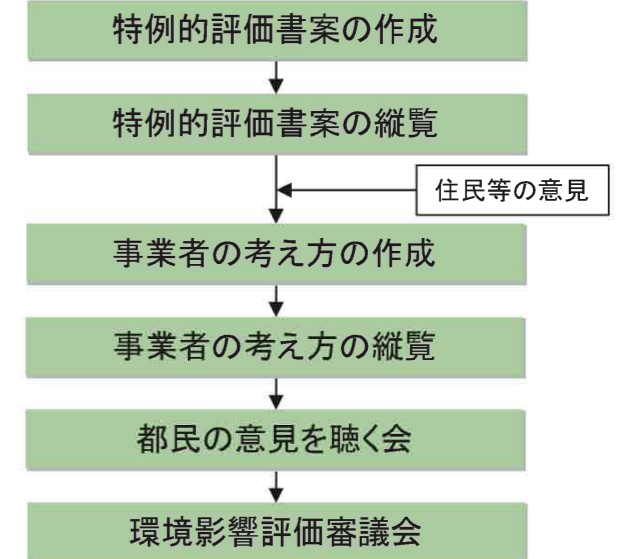 特例的評価書案の作成
特例的評価書案の縦覧
住民等の意見
事業者の考え方の作成
事業者の考え方の縦覧
都民の意見を聴く会
環境影響評価審議会